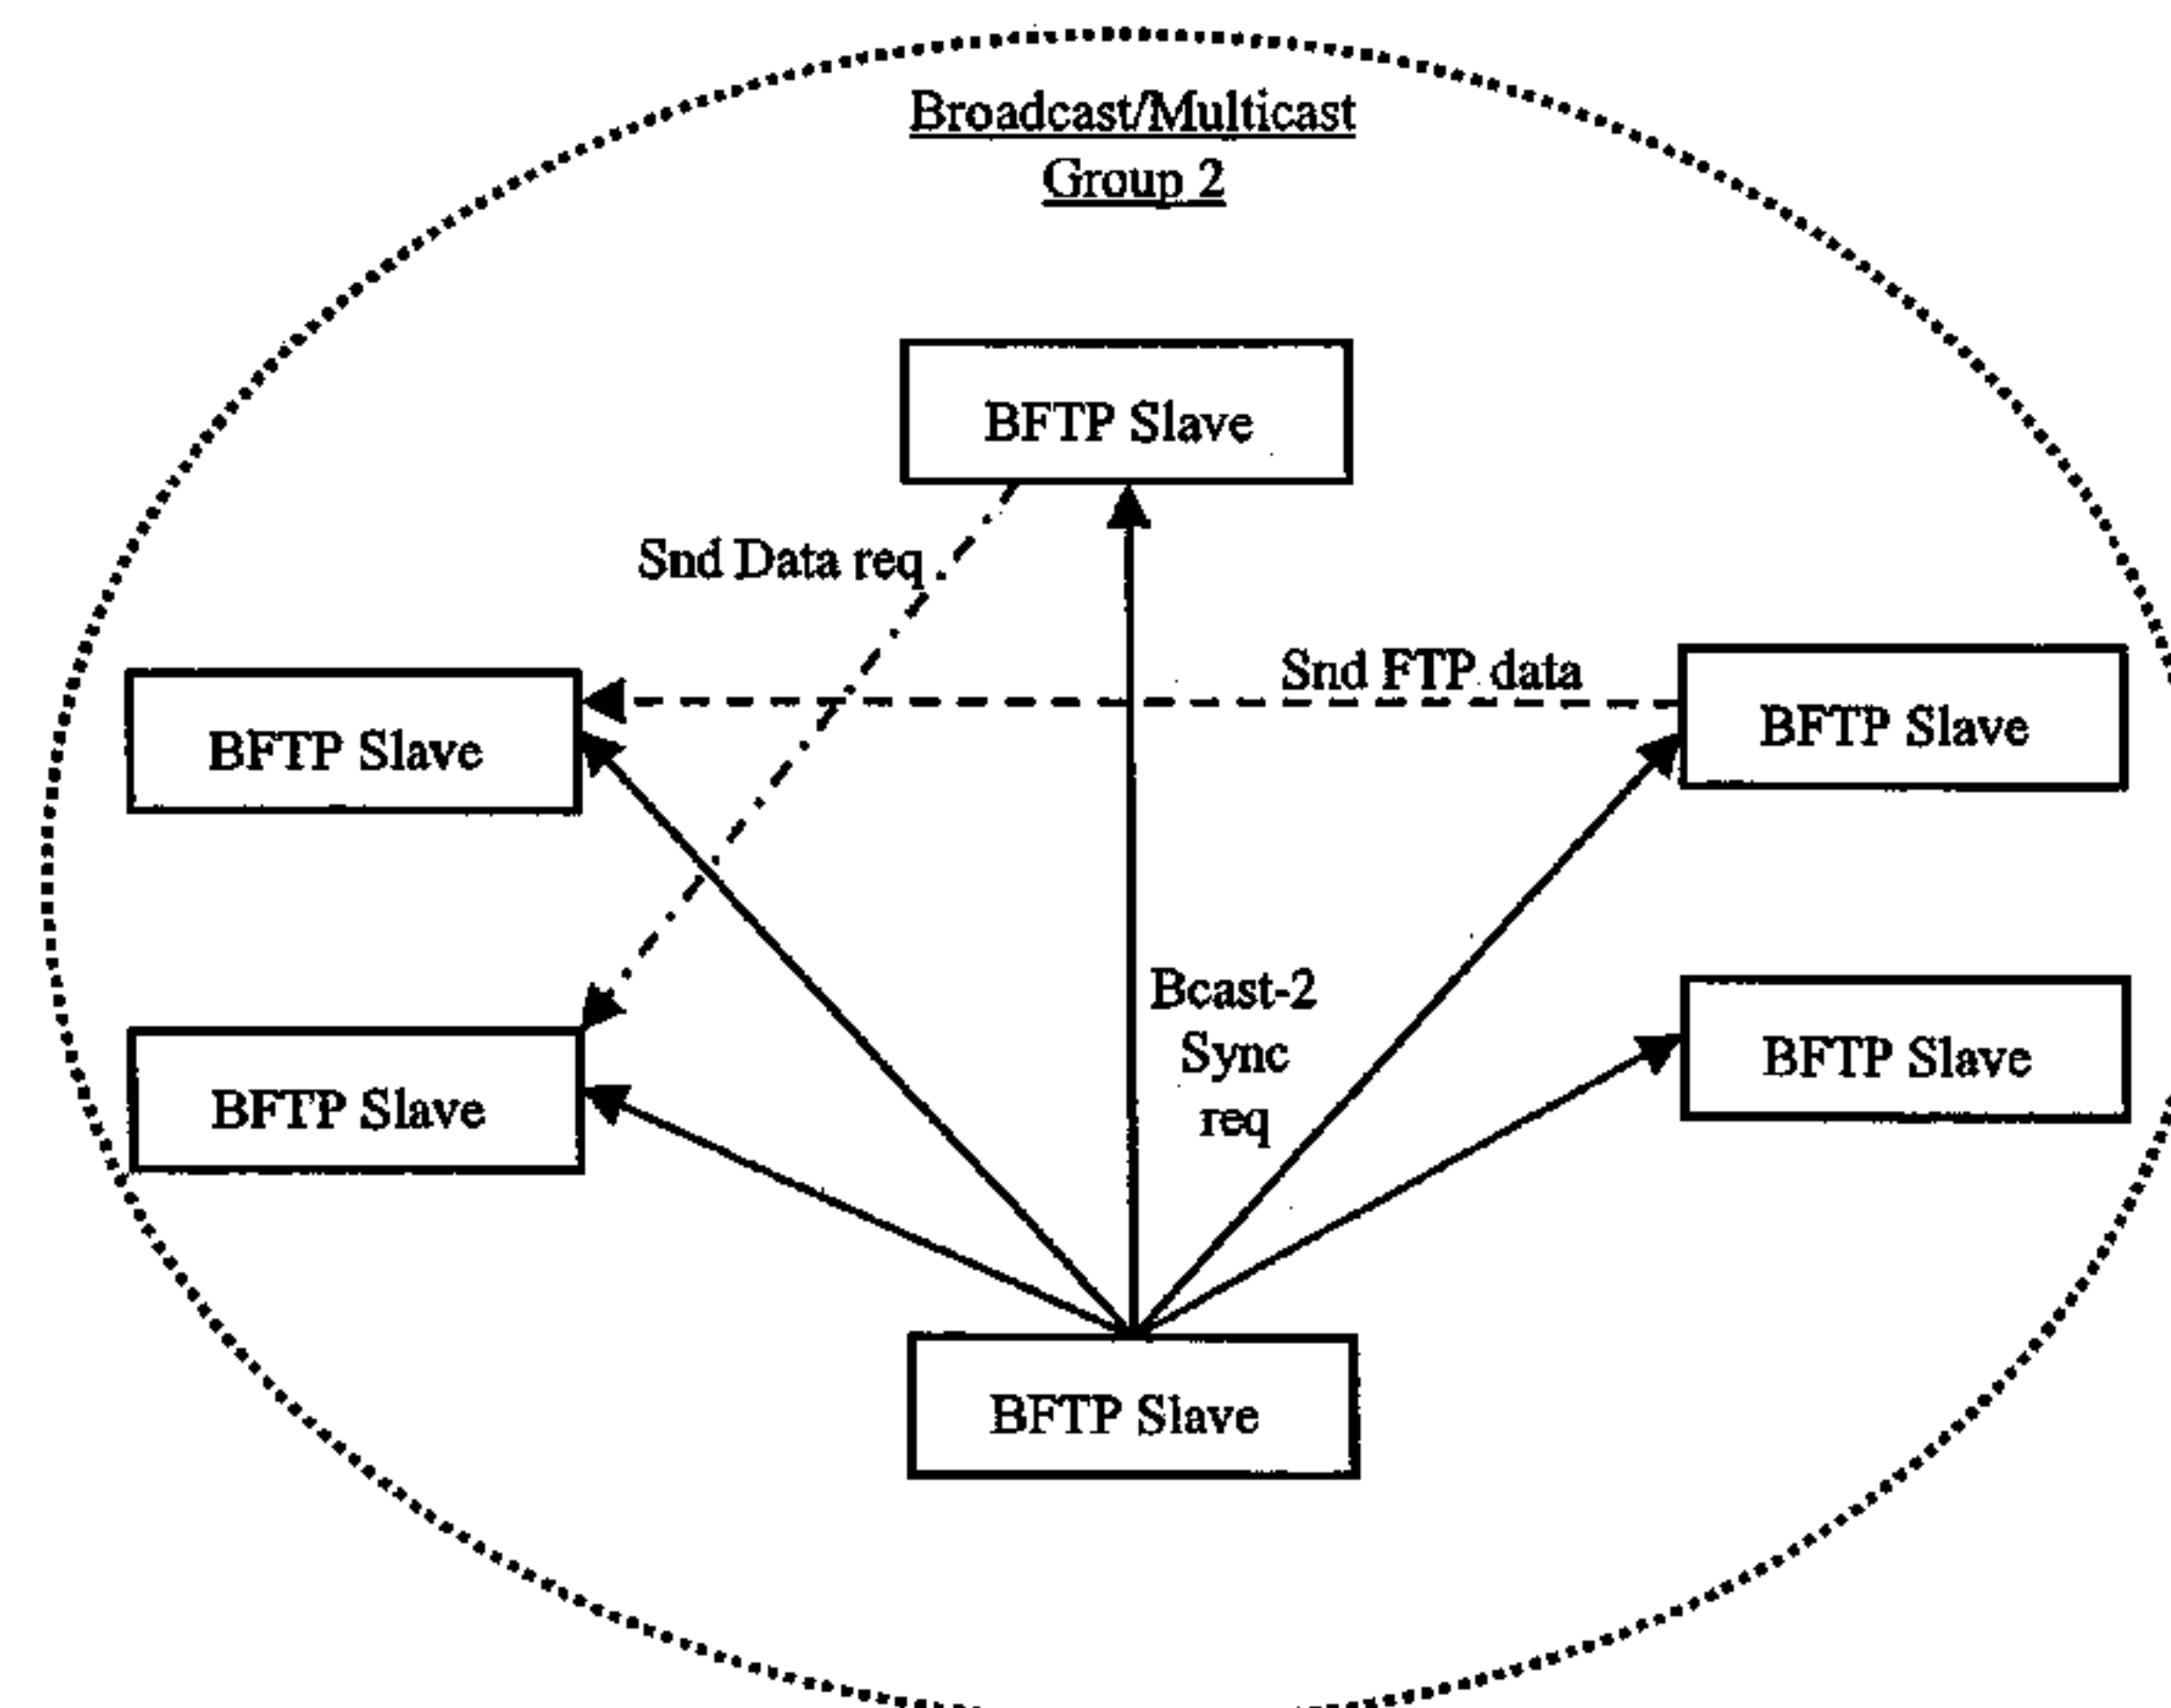 Broadcast/Multicast
Group 2
BFTP Slave
Snd Data req
Snd FTP data
BFTP Slave
BFTP Slave
Bcast-2
Sync
req
BFTP Slave
BFTP Slave
BFTP Slave